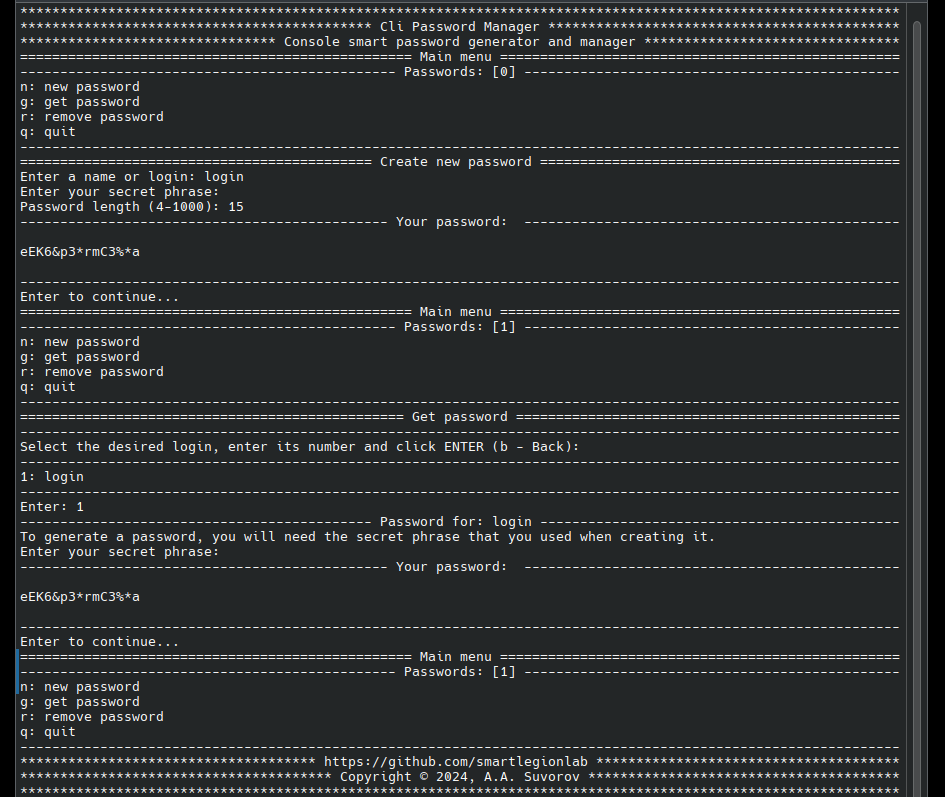 **************************************************************************************************************
******************************************** Cli Password Manager ********************************************
******************************** Console smart password generator and manager ********************************
================================================= Main menu ==================================================
----------------------------------------------- Passwords: [0] -----------------------------------------------
n: new password
g: get password
r: remove password
q: quit
--------------------------------------------------------------------------------------------------------------
============================================ Create new password =============================================
Enter a name or login: login
Enter your secret phrase:
Password length (4-1000): 15
---------------------------------------------- Your password:  -----------------------------------------------
eEK6&p3*rmC3%*a
--------------------------------------------------------------------------------------------------------------
Enter to continue...
================================================= Main menu ==================================================
----------------------------------------------- Passwords: [1] -----------------------------------------------
n: new password
g: get password
r: remove password
q: quit
--------------------------------------------------------------------------------------------------------------
================================================ Get password ================================================
--------------------------------------------------------------------------------------------------------------
Select the desired login, enter its number and click ENTER (b - Back):
--------------------------------------------------------------------------------------------------------------
1: login
--------------------------------------------------------------------------------------------------------------
Enter: 1
-------------------------------------------- Password for: login ---------------------------------------------
To generate a password, you will need the secret phrase that you used when creating it.
Enter your secret phrase:
---------------------------------------------- Your password:  -----------------------------------------------
eEK6&p3*rmC3%*a
--------------------------------------------------------------------------------------------------------------
Enter to continue...
================================================= Main menu ==================================================
----------------------------------------------- Passwords: [1] -----------------------------------------------
n: new password
g: get password
r: remove password
q: quit
--------------------------------------------------------------------------------------------------------------
************************************* https://github.com/smartlegionlab **************************************
*************************************** Copyright © 2024, A.A. Suvorov ***************************************
**************************************************************************************************************